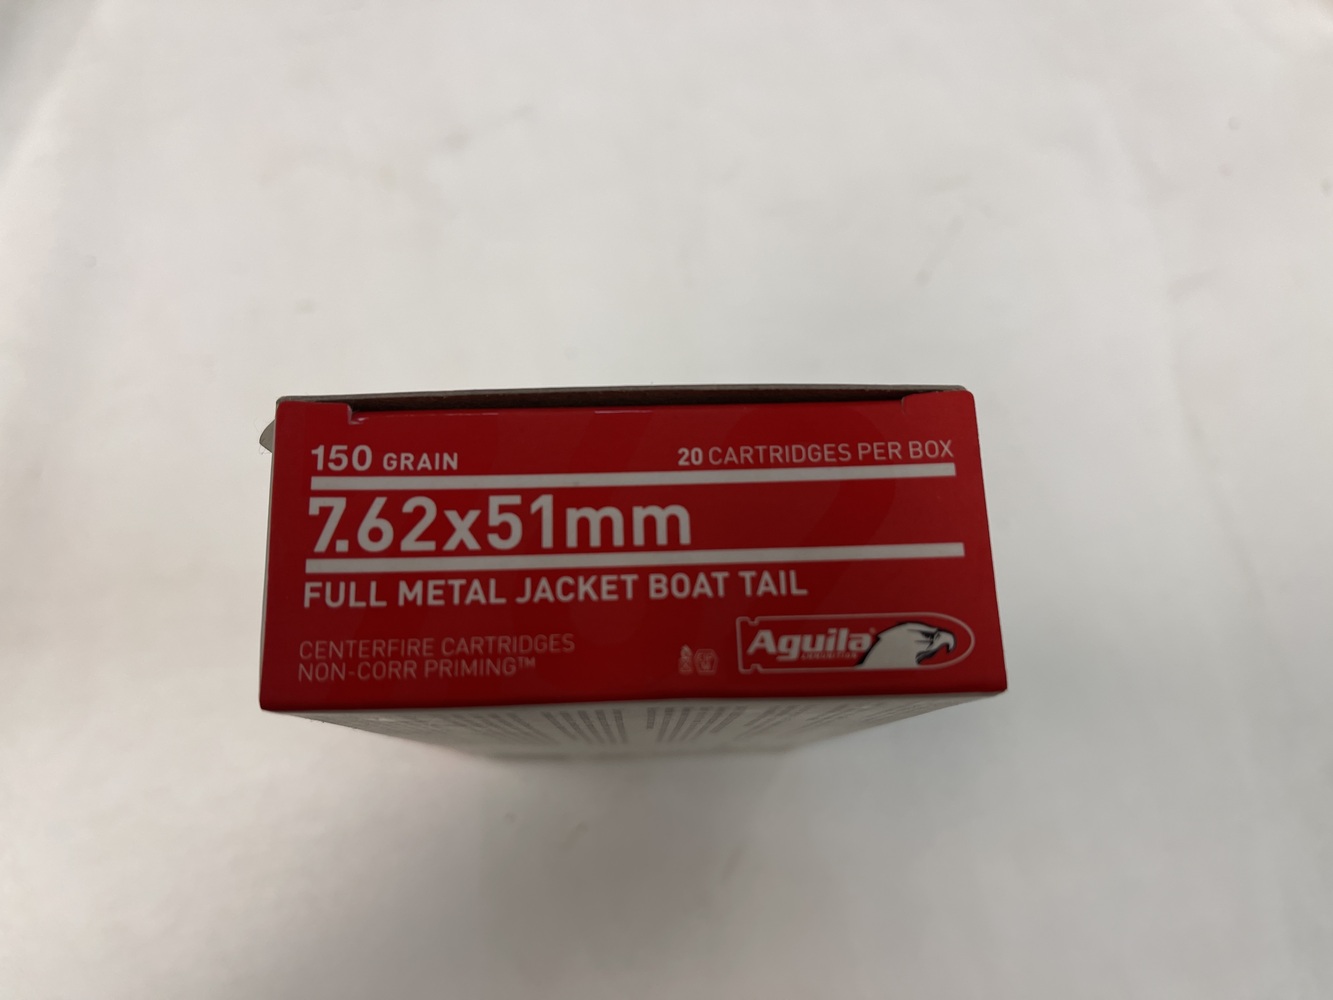 150 GRAIN
20 CARTRIDGES PER BOX
7.62x51mm
FULL METAL JACKET BOAT TAIL
CENTERFIRE CARTRIDGES
NON-CORR PRIMING™
Aguila®
AMMUNITION